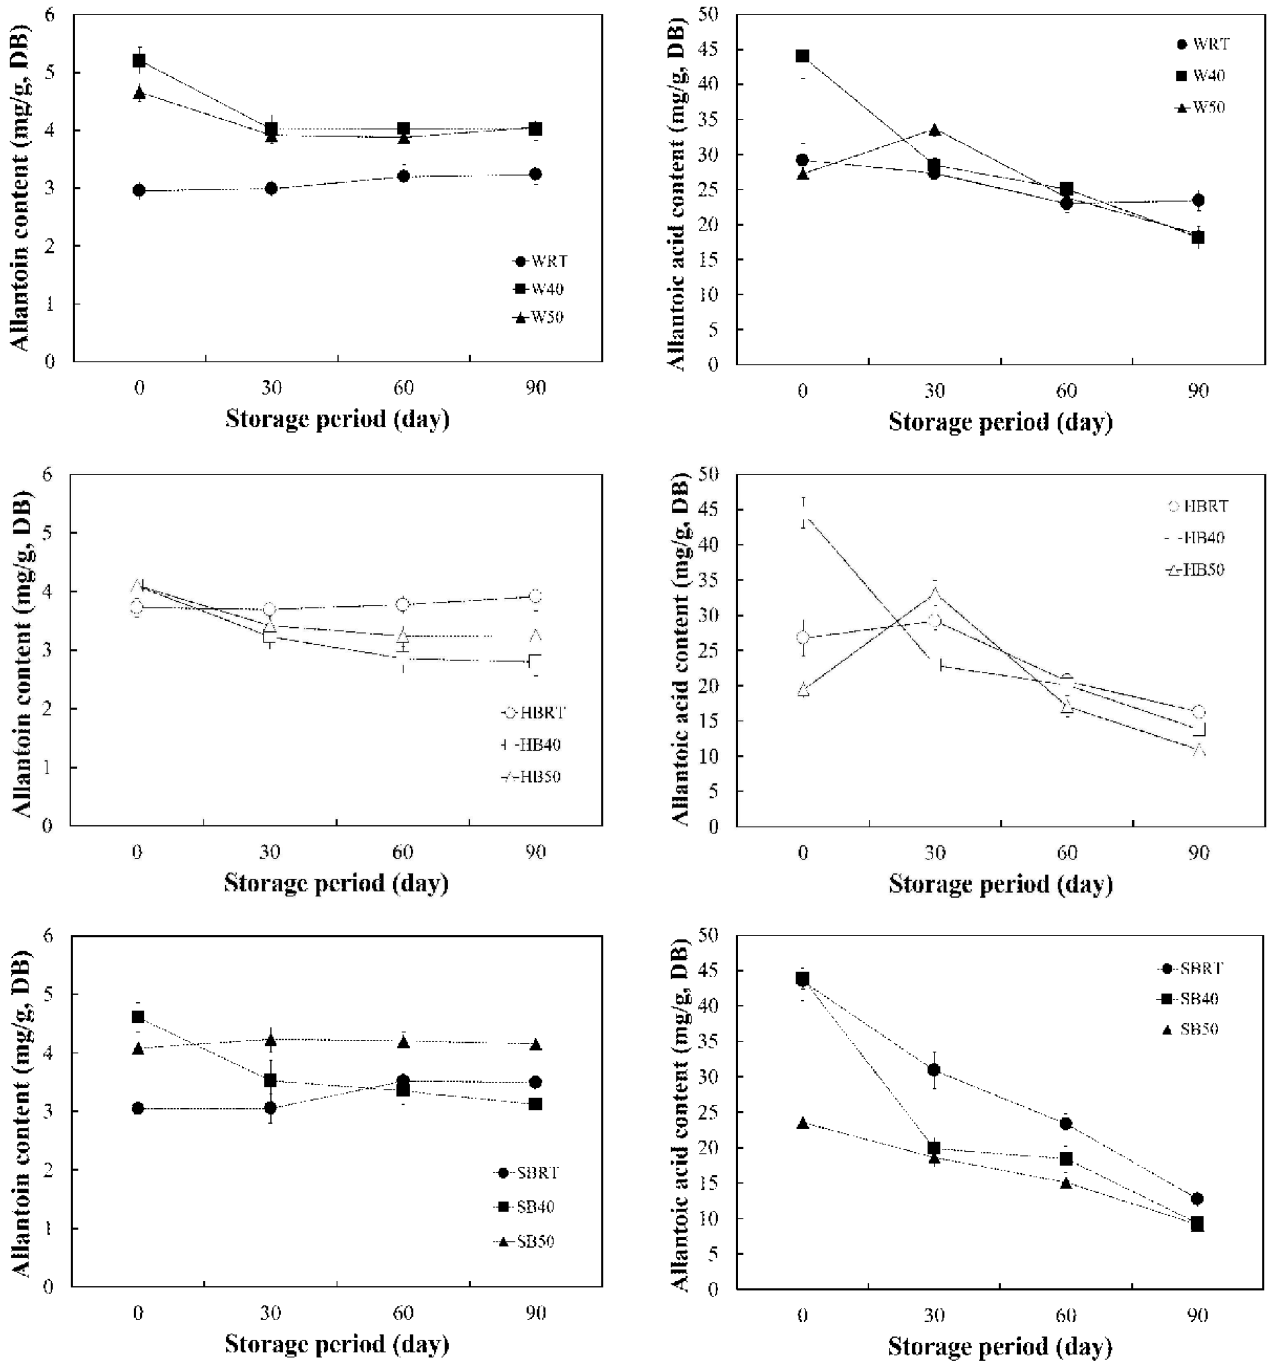 Allantoin content (mg/g, DB)
6
5
4
3
2
1
0
WRT
W40
W50
0 30 60 90
Storage period (day)
Allantoic acid content (mg/g, DB)
50
45
40
35
30
25
20
15
10
5
0
WRT
W40
W50
0 30 60 90
Storage period (day)
Allantoin content (mg/g, DB)
6
5
4
3
2
1
0
HBRT
HB40
HB50
0 30 60 90
Storage period (day)
Allantoic acid content (mg/g, DB)
50
45
40
35
30
25
20
15
10
5
0
HBRT
HB40
HB50
0 30 60 90
Storage period (day)
Allantoin content (mg/g, DB)
6
5
4
3
2
1
0
SBRT
SB40
SB50
0 30 60 90
Storage period (day)
Allantoic acid content (mg/g, DB)
50
45
40
35
30
25
20
15
10
5
0
SBRT
SB40
SB50
0 30 60 90
Storage period (day)